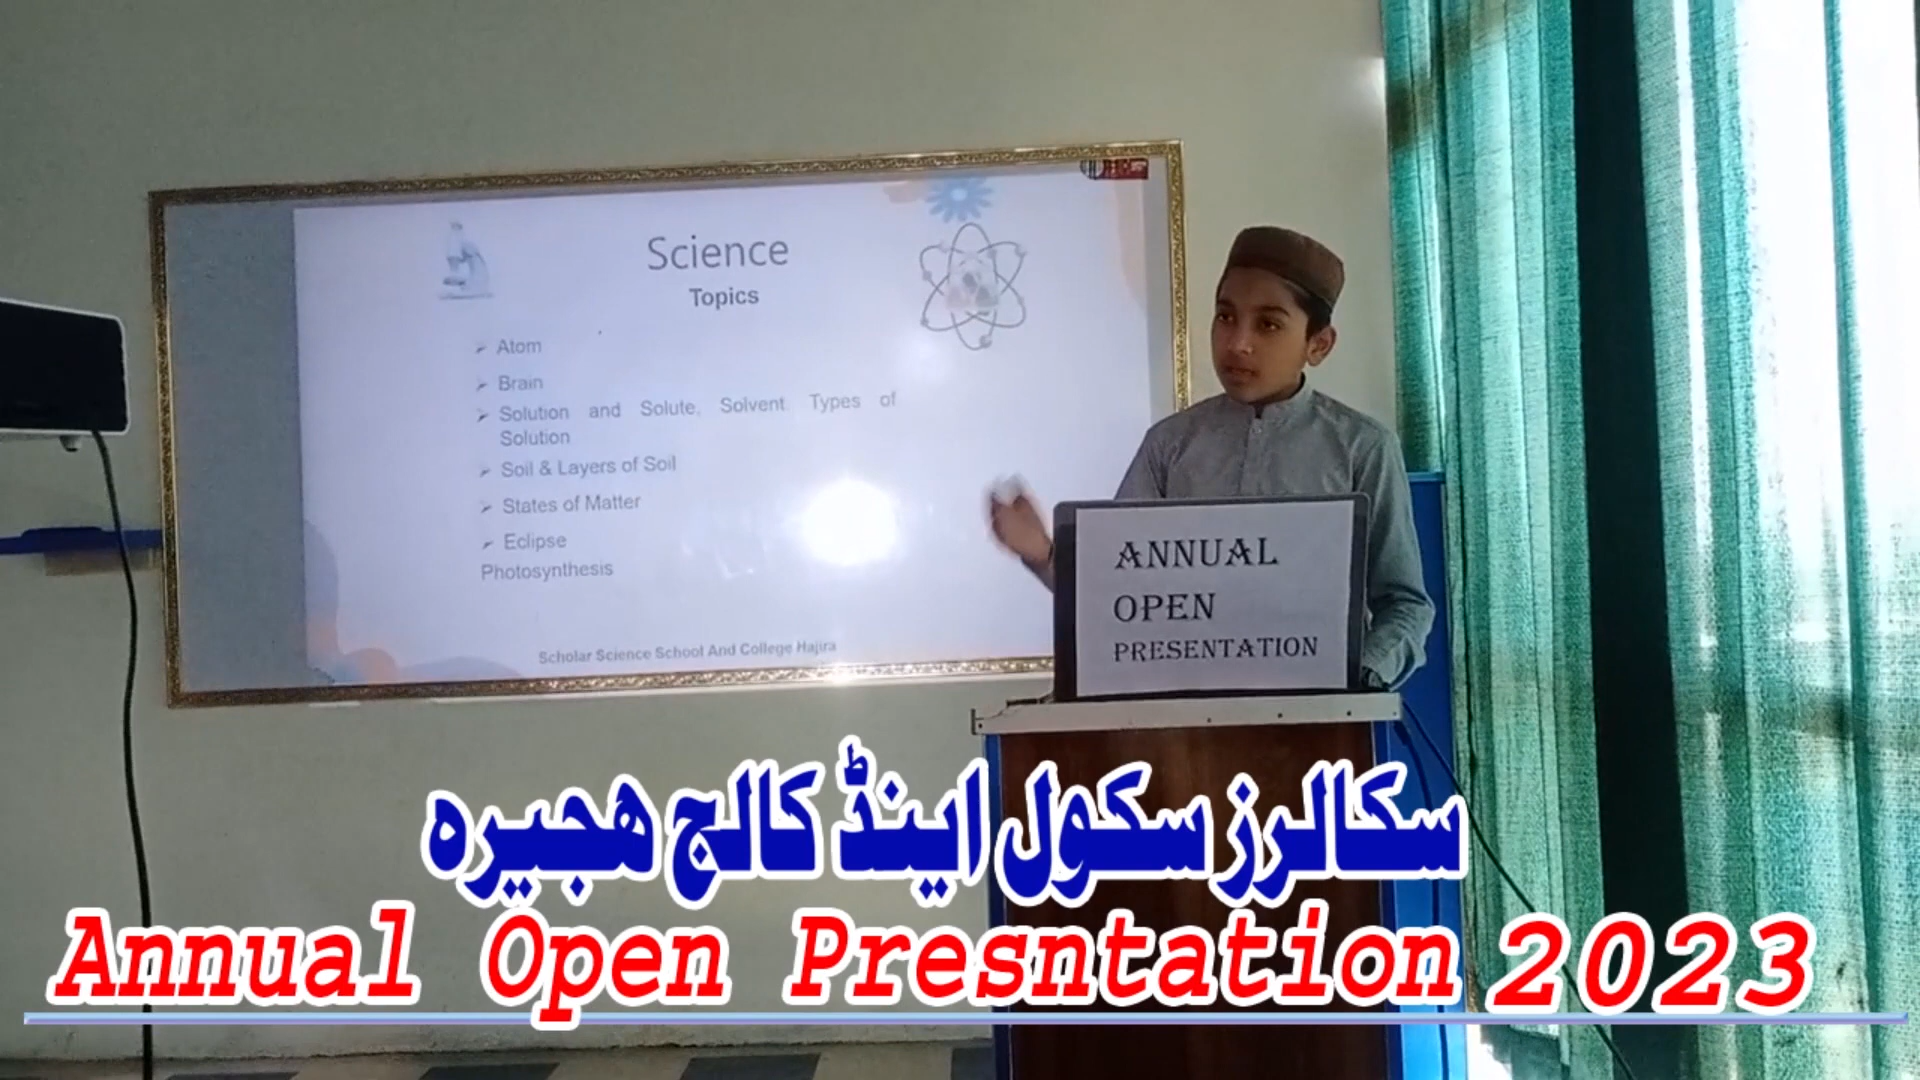 Science
Topics
➢ Atom
➢ Brain
➢ Solution and Solute, Solvent Types of
Solution
➢ Soil & Layers of Soil
➢ States of Matter
➢ Eclipse
Photosynthesis
Scholar Science School And College Hajira
ANNUAL
OPEN
PRESENTATION
سکالرز سکول اینڈ کالج ھجیرہ
Annual Open Presntation 2023